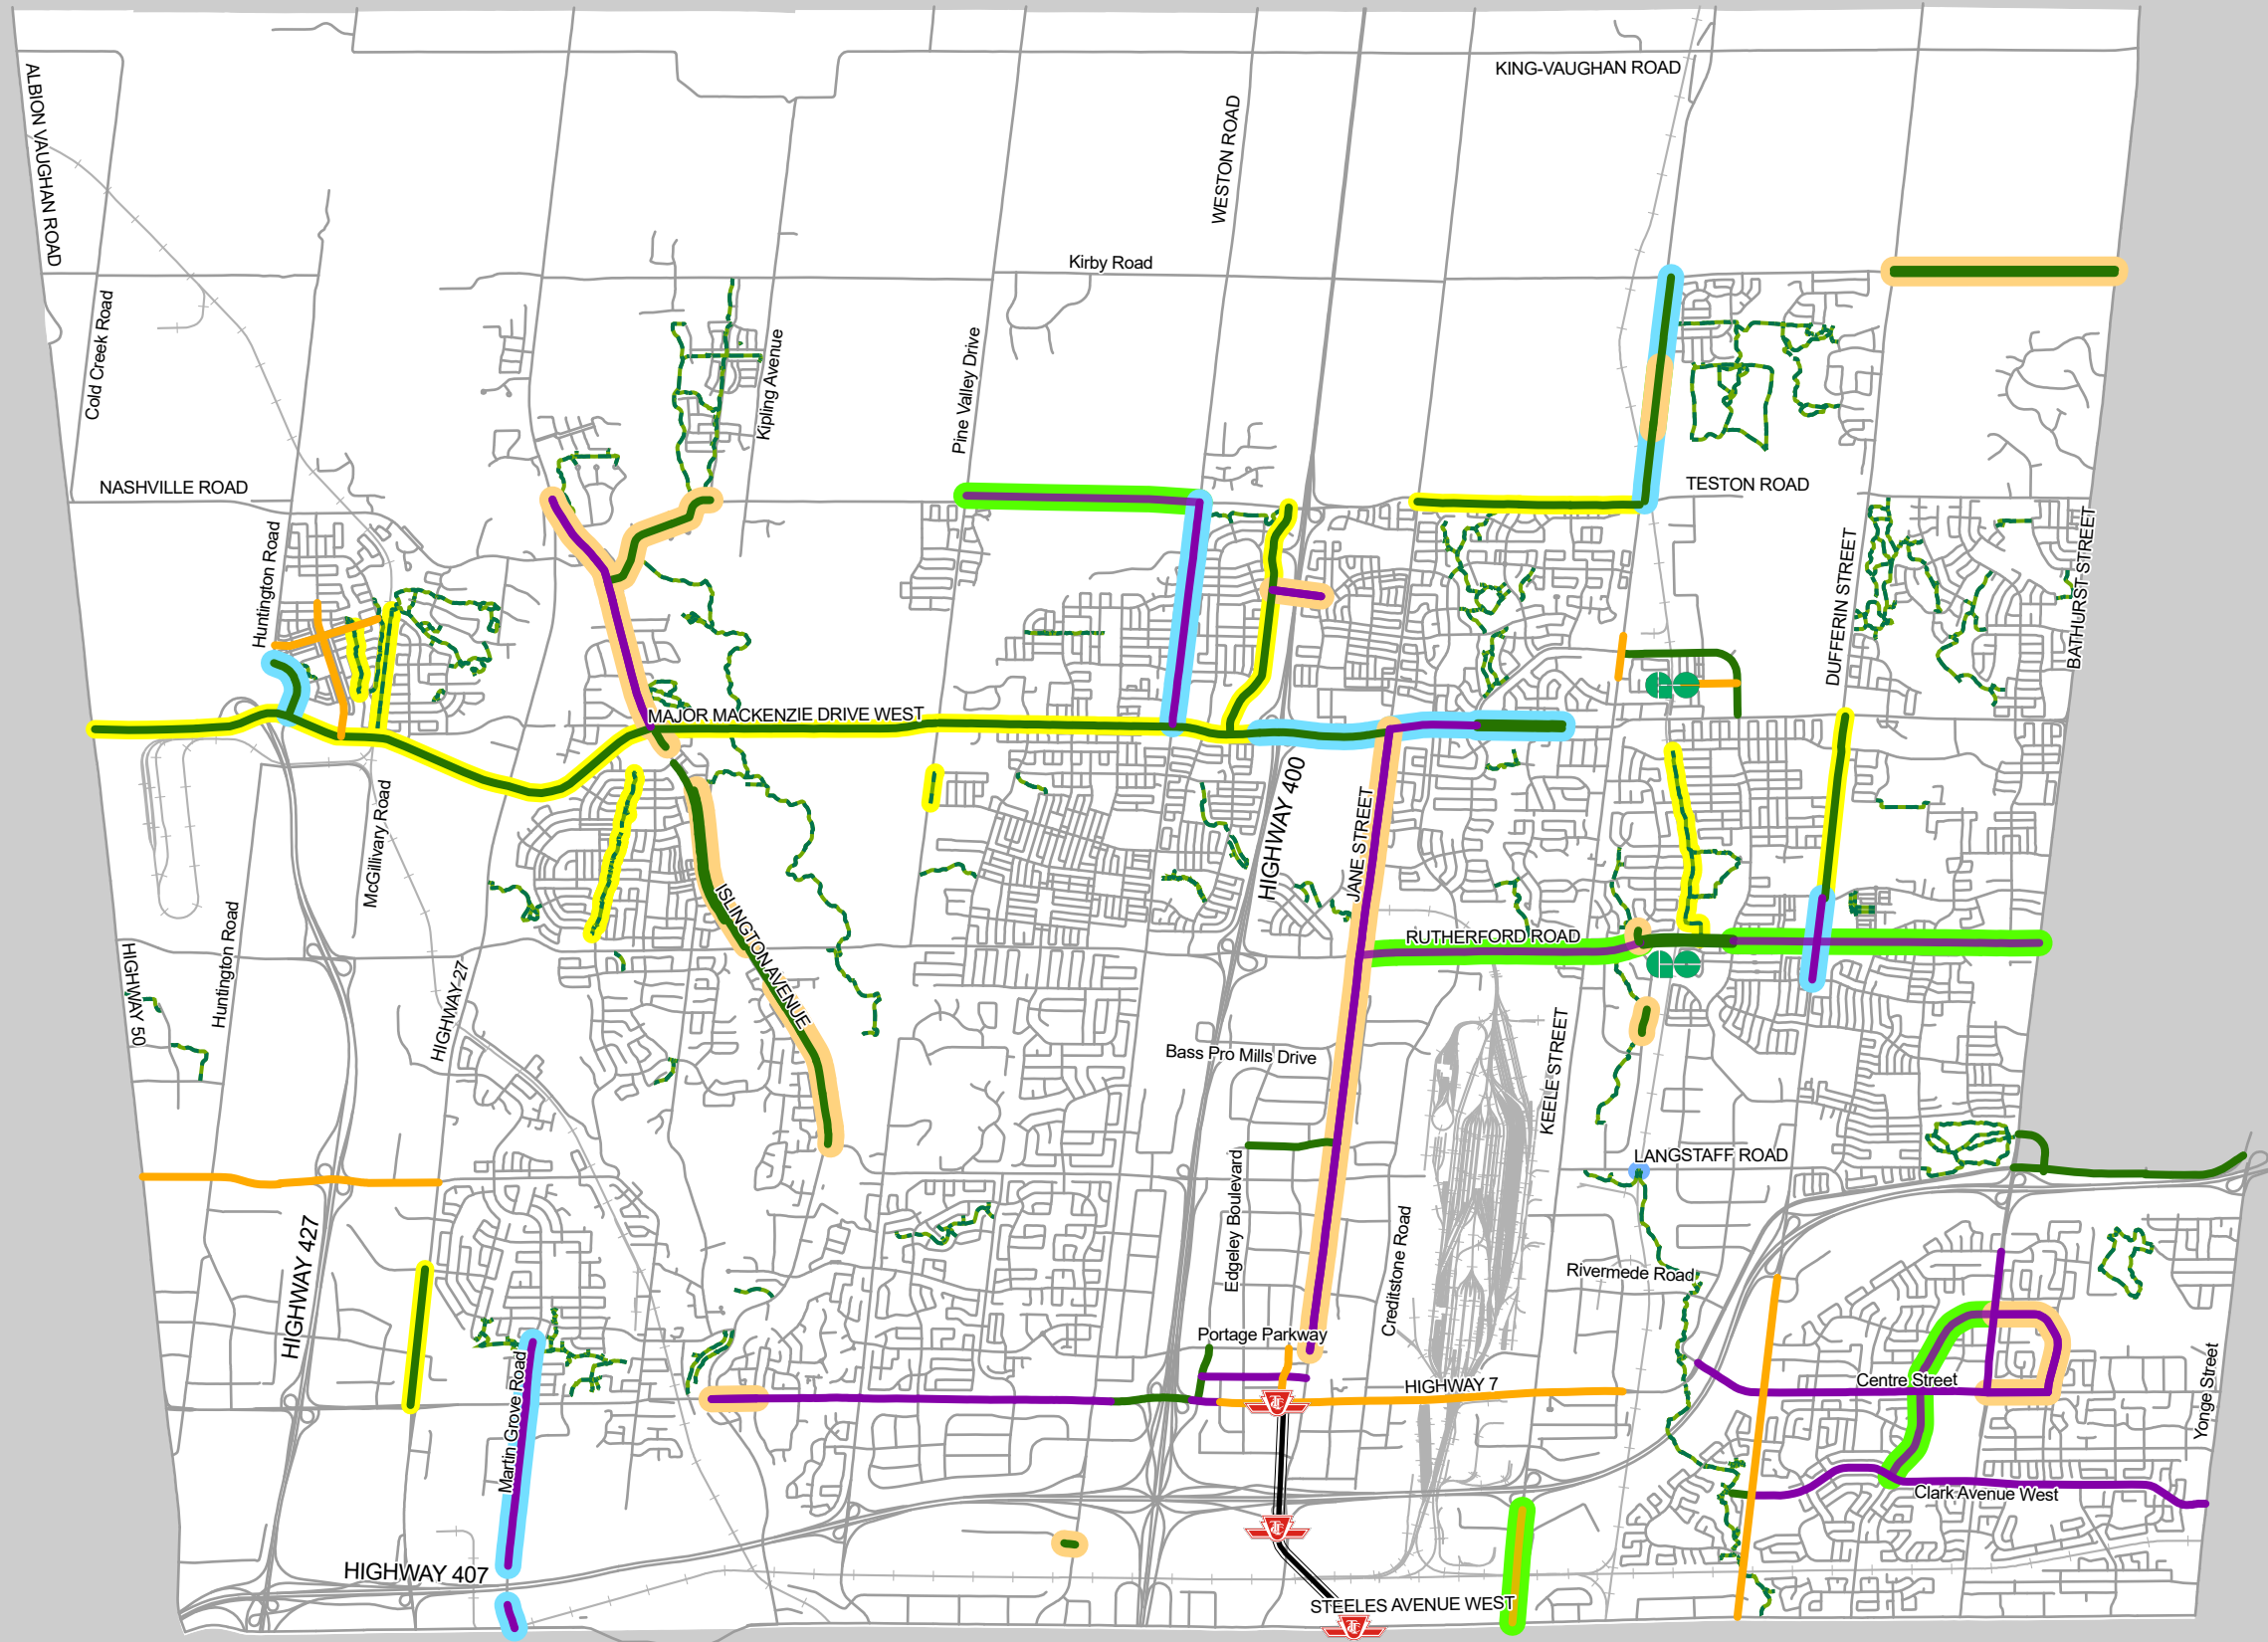 KING-VAUGHAN ROAD
ALBION VAUGHAN ROAD
WESTON ROAD
Kirby Road
Cold Creek Road
Kipling Avenue
Pine Valley Drive
NASHVILLE ROAD
TESTON ROAD
Huntington Road
DUFFERIN STREET
BATHURST STREET
MAJOR MACKENZIE DRIVE WEST
HIGHWAY 400
JANE STREET
McGillivary Road
ISLINGTON AVENUE
RUTHERFORD ROAD
HIGHWAY 50
Huntington Road
HIGHWAY 27
Bass Pro Mills Drive
KEELE STREET
LANGSTAFF ROAD
Edgeley Boulevard
Creditstone Road
HIGHWAY 427
Rivermede Road
Portage Parkway
Martin Grove Road
HIGHWAY 7
Centre Street
Yonge Street
Clark Avenue West
HIGHWAY 407
STEELES AVENUE WEST